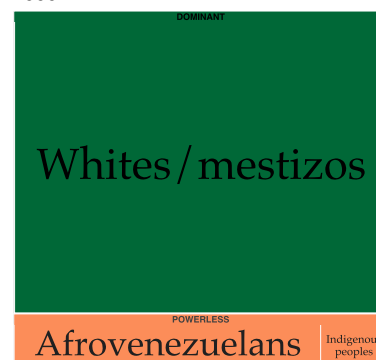 DOMINANT
Whites/mestizos
POWERLESS
Afrovenezuelans
Indigenou
peoples